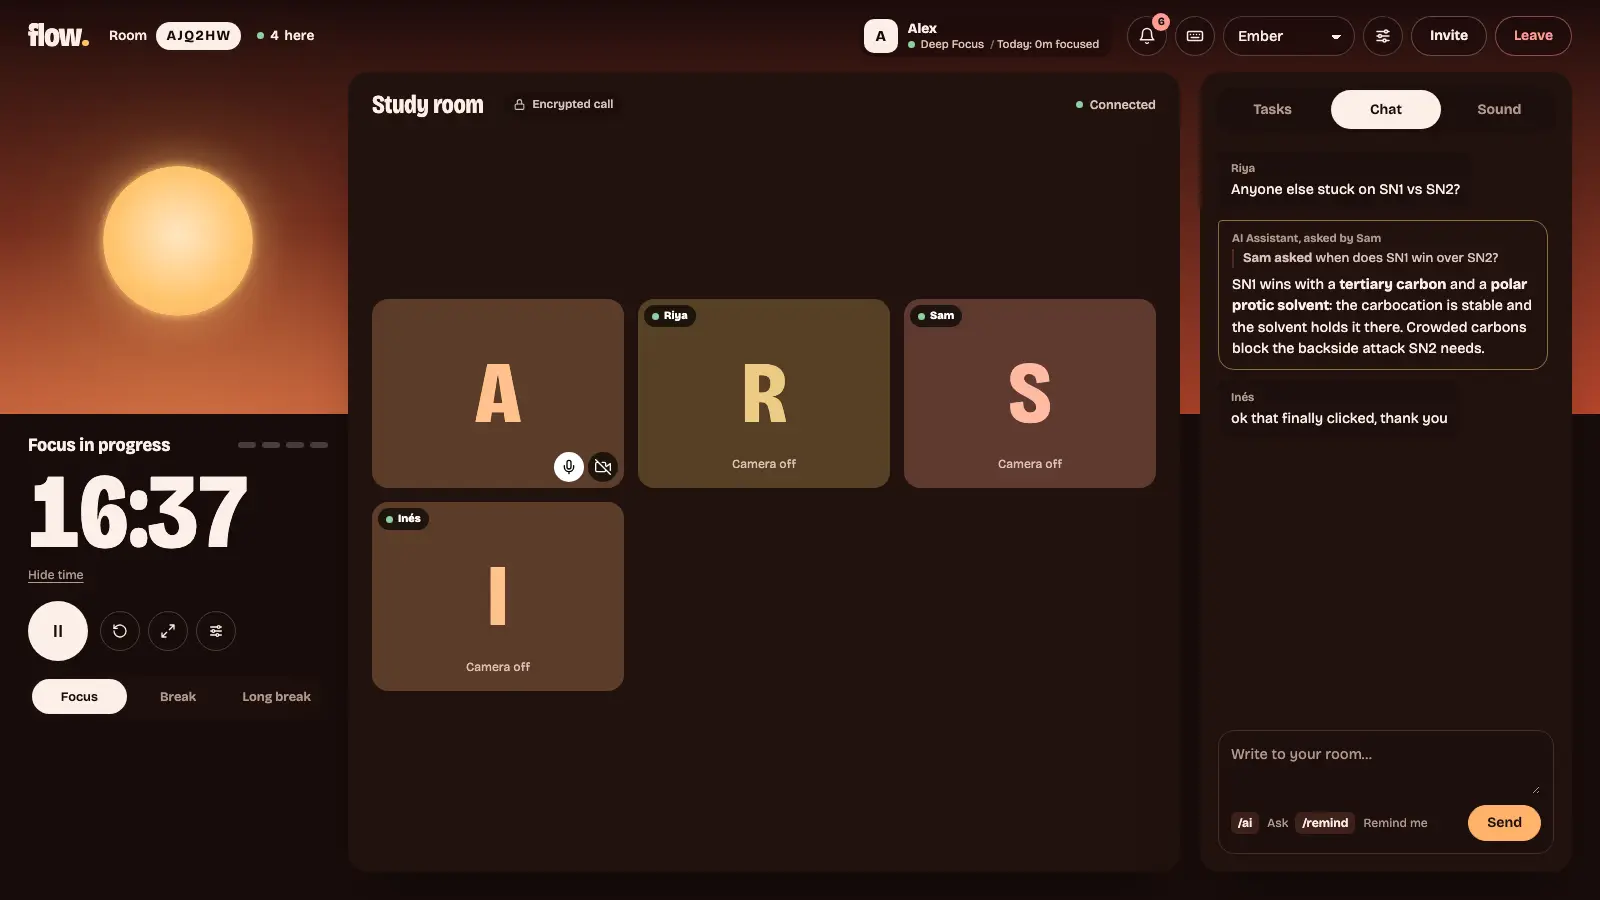 flow.
Room AJQ2HW 4 here
A Alex
Deep Focus / Today: 0m focused
6
Ember
Invite
Leave
Study room
Encrypted call
Connected
Tasks Chat Sound
Riya
Anyone else stuck on SN1 vs SN2?
AI Assistant, asked by Sam
Sam asked when does SN1 win over SN2?
SN1 wins with a tertiary carbon and a polar
protic solvent: the carbocation is stable and
the solvent holds it there. Crowded carbons
block the backside attack SN2 needs.
Inés
ok that finally clicked, thank you
A
Riya
R
Camera off
Sam
S
Camera off
Inés
I
Camera off
Focus in progress
16:37
Hide time
Focus Break Long break
Write to your room...
/ai Ask /remind Remind me
Send